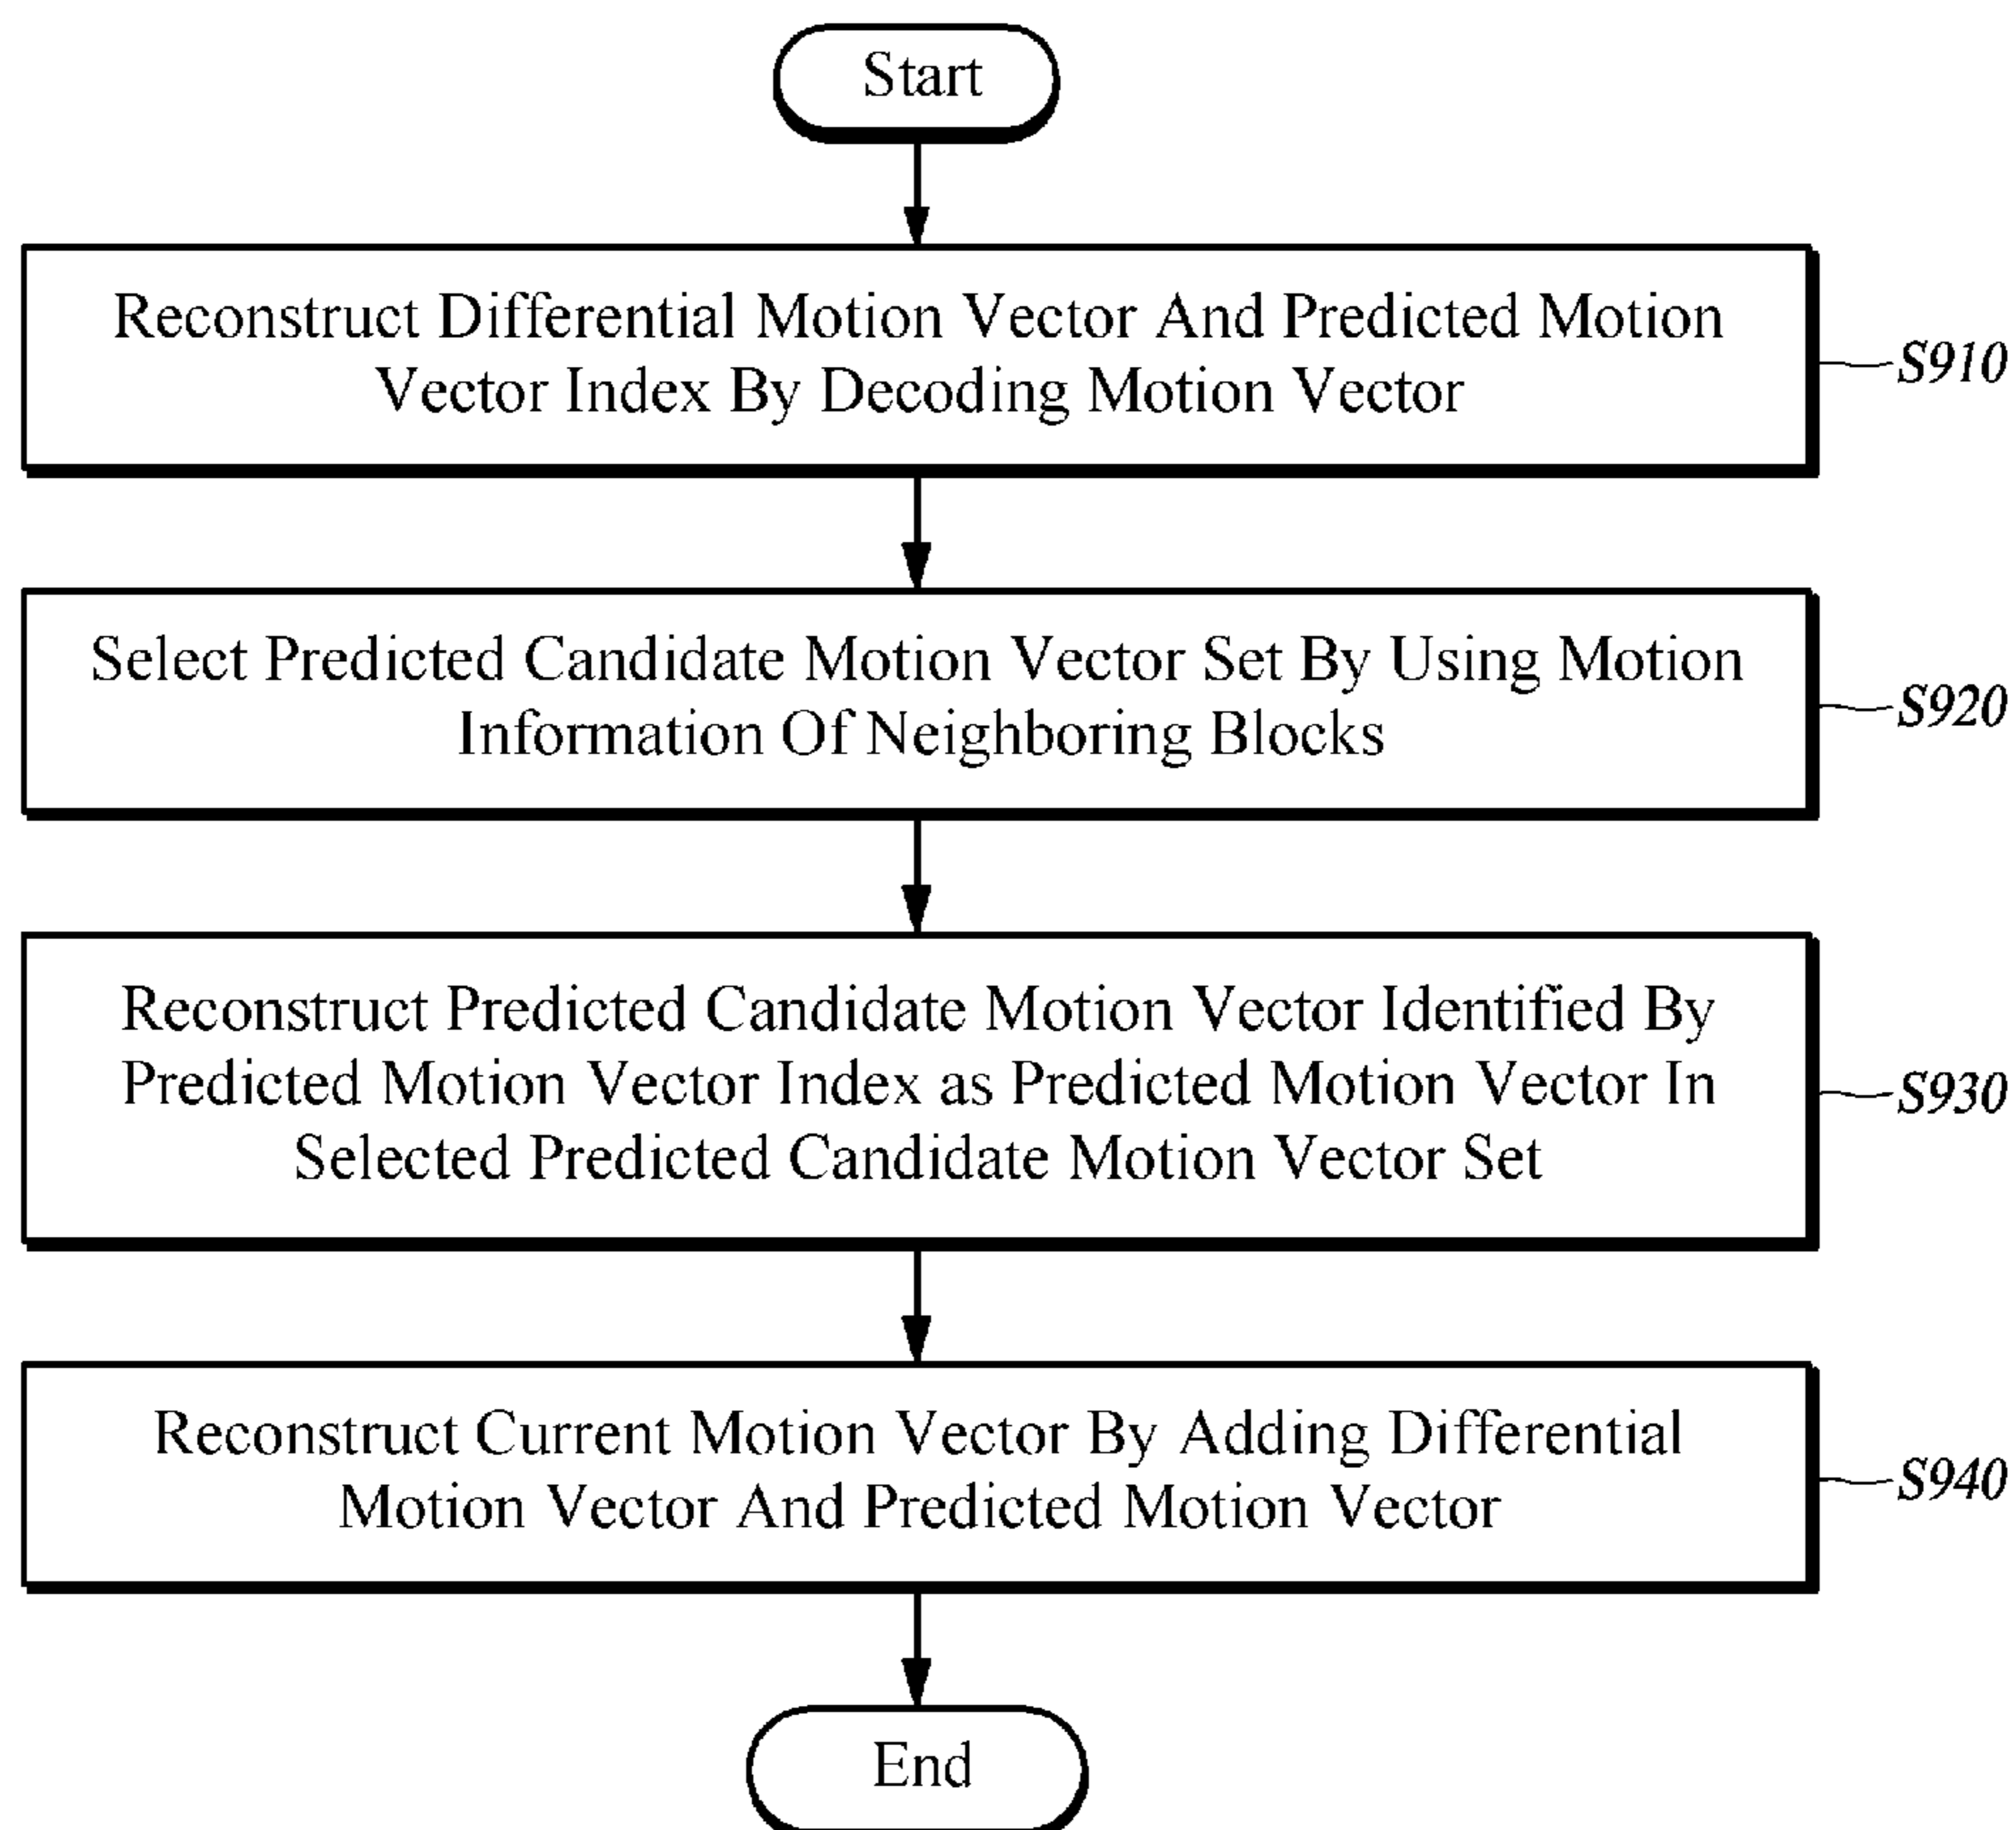 Start
Reconstruct Differential Motion Vector And Predicted Motion
Vector Index By Decoding Motion Vector
S910
Select Predicted Candidate Motion Vector Set By Using Motion
Information Of Neighboring Blocks
S920
Reconstruct Predicted Candidate Motion Vector Identified By
Predicted Motion Vector Index as Predicted Motion Vector In
Selected Predicted Candidate Motion Vector Set
S930
Reconstruct Current Motion Vector By Adding Differential
Motion Vector And Predicted Motion Vector
S940
End